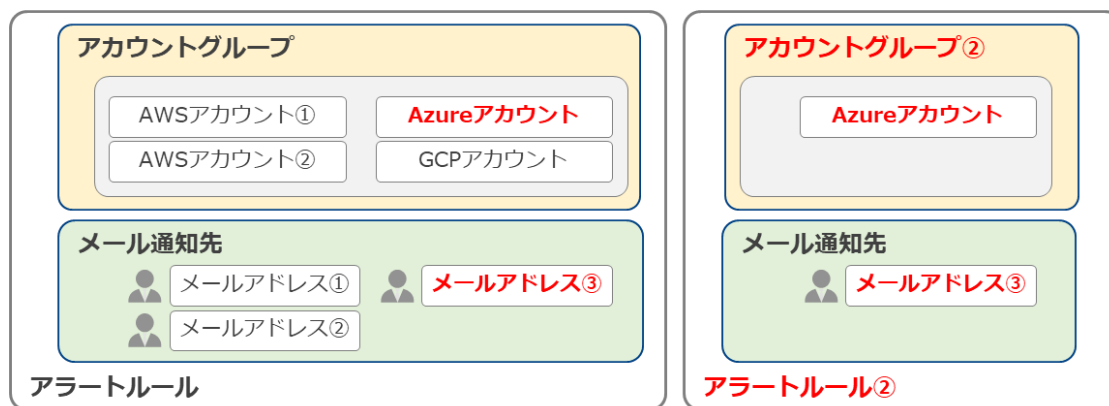 アカウントグループ
AWSアカウント①
Azureアカウント
AWSアカウント②
GCPアカウント
メール通知先
メールアドレス①
メールアドレス③
メールアドレス②
アラートルール
アカウントグループ②
Azureアカウント
メール通知先
メールアドレス③
アラートルール②